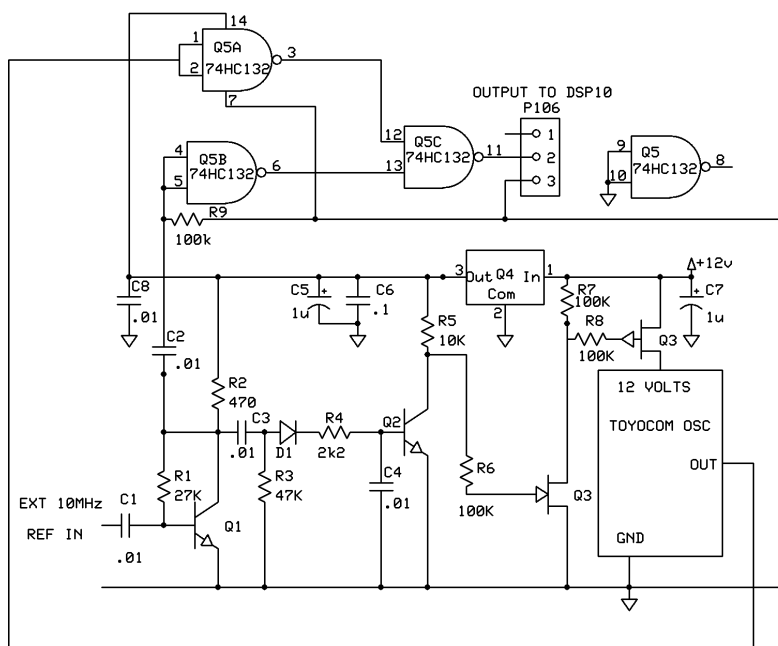 14
1
Q5A
3
2
74HC132
7
OUTPUT TO DSP10
P106
12
Q5C
1
4
Q5B
74HC132
11
2
9
Q5
8
74HC132
6
13
3
10
74HC132
5
R9
100k
+12v
3
Out
Q4
In
1
C8
C5
+
C6
Com
R7
100K
+
C7
.01
1u
.1
2
1u
R5
10K
R8
Q3
C2
100K
.01
12 VOLTS
R2
470
C3
R4
Q2
TOYOCOM OSC
.01
D1
2k2
OUT
R1
R3
C4
R6
27K
47K
.01
Q3
EXT 10MHz
C1
100K
Q1
REF IN
GND
.01